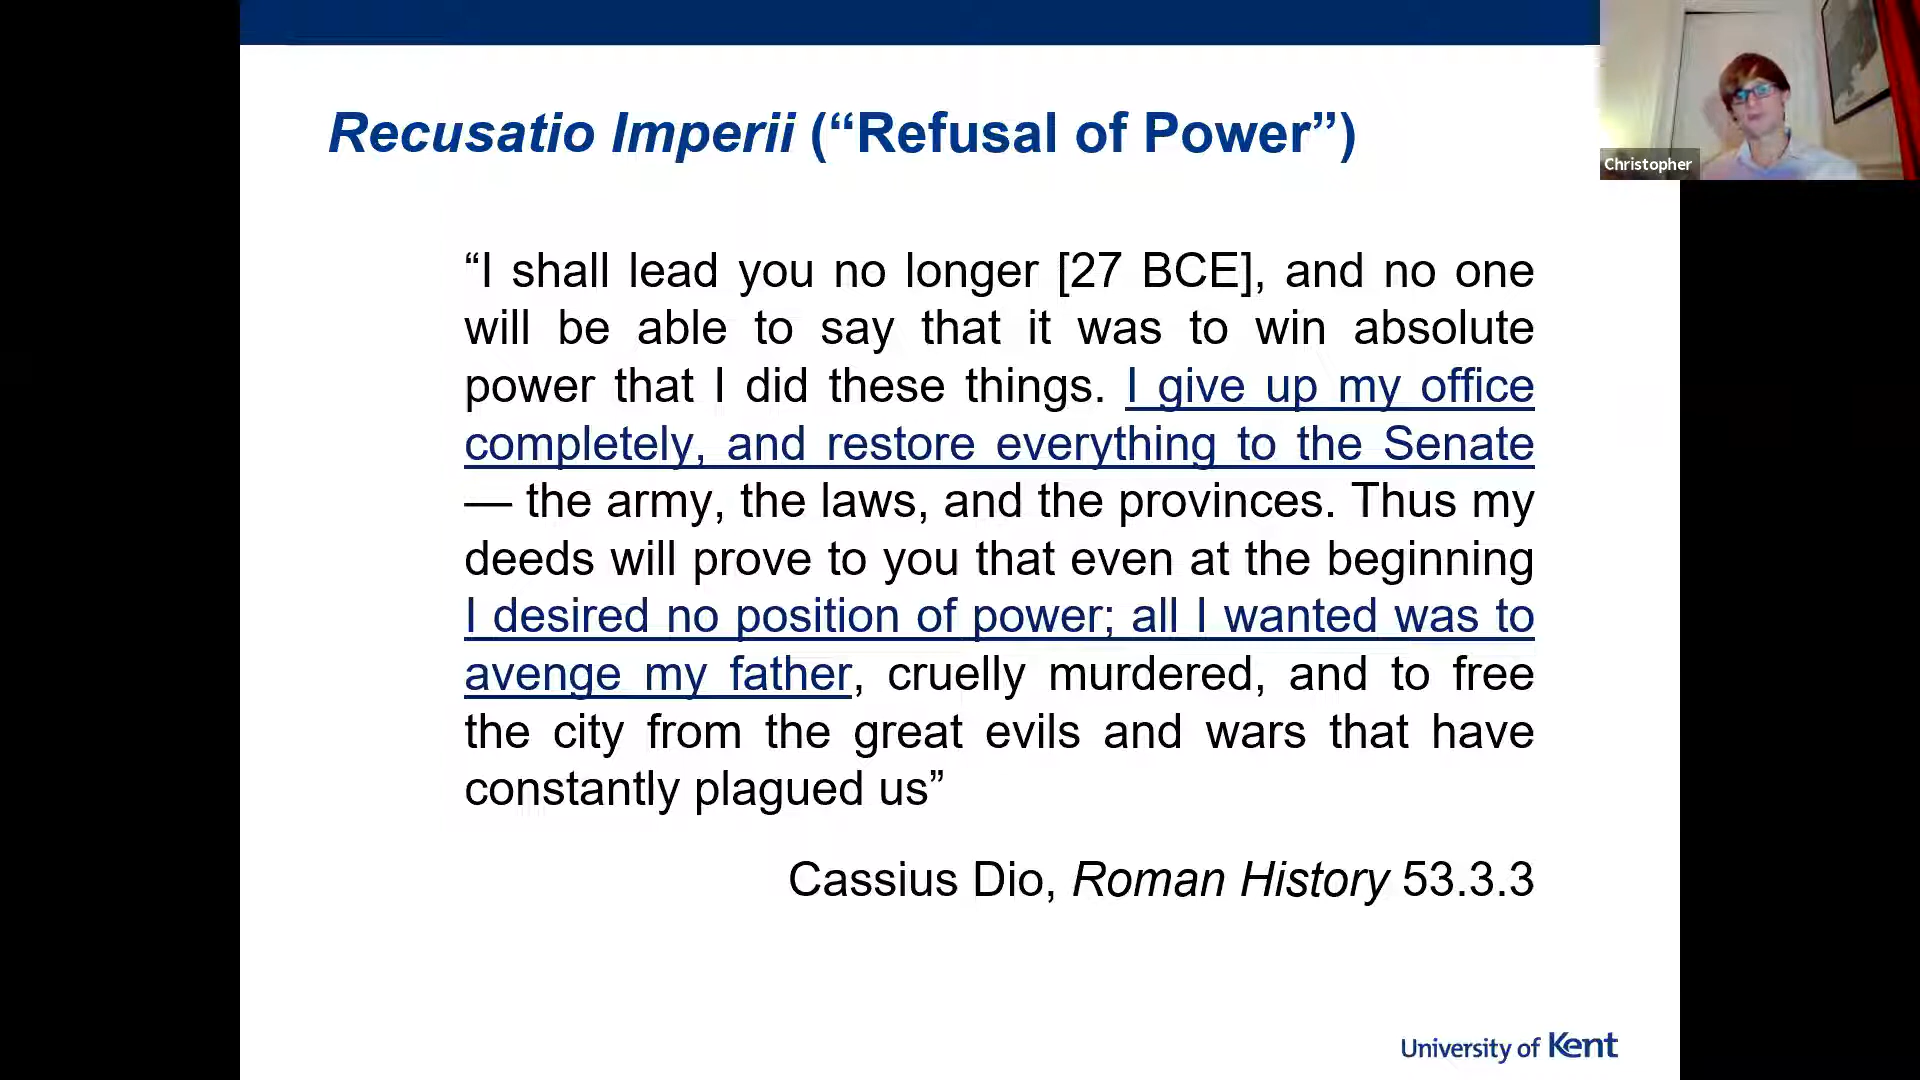 Recusatio Imperii (“Refusal of Power”)
Christopher
“I shall lead you no longer [27 BCE], and no one
will be able to say that it was to win absolute
power that I did these things. I give up my office
completely, and restore everything to the Senate
— the army, the laws, and the provinces. Thus my
deeds will prove to you that even at the beginning
I desired no position of power; all I wanted was to
avenge my father, cruelly murdered, and to free
the city from the great evils and wars that have
constantly plagued us”
Cassius Dio, Roman History 53.3.3
University of Kent